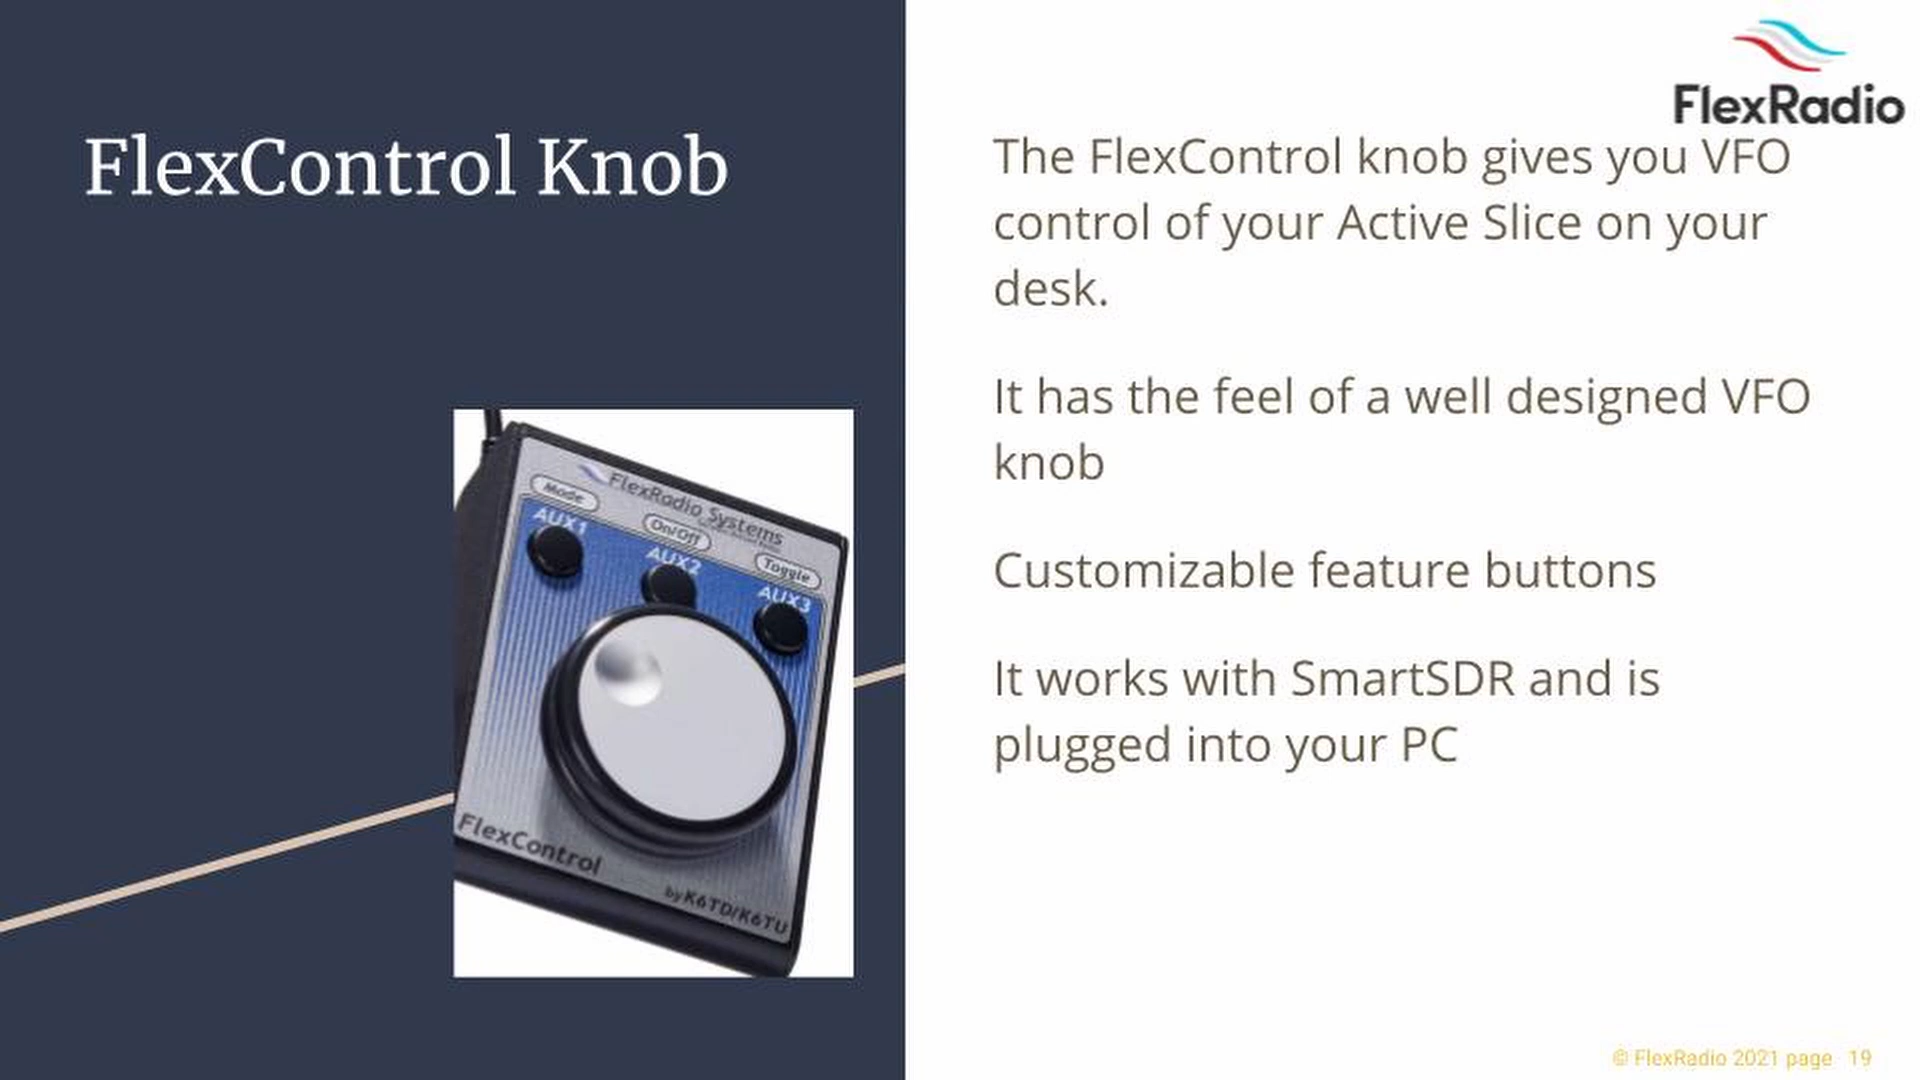 FlexControl Knob
FlexRadio
The FlexControl knob gives you VFO
control of your Active Slice on your
desk.
It has the feel of a well designed VFO
knob
Customizable feature buttons
It works with SmartSDR and is
plugged into your PC
FlexRadio Systems
Mode
On/Off
Toggle
AUX1
AUX2
AUX3
FlexControl
by K6TD/K6TU
© FlexRadio 2021 page 19